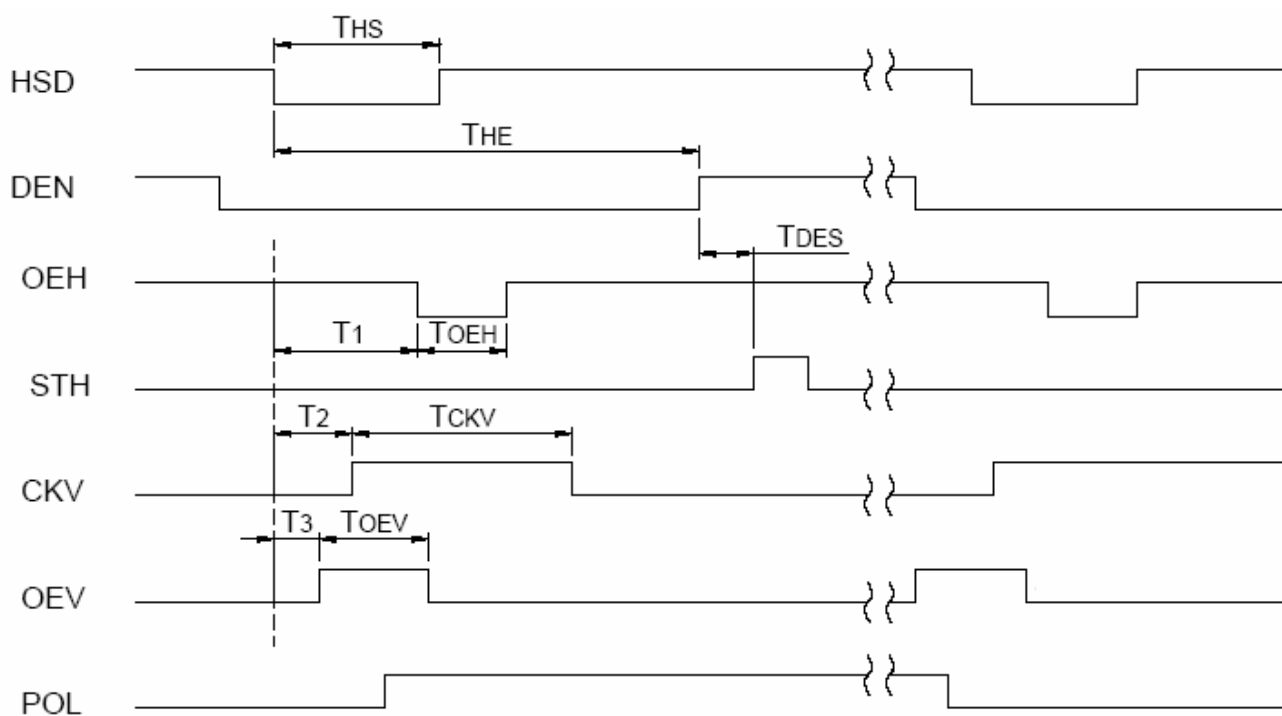 THS
HSD
THE
DEN
TDES
OEH
T1 TOEH
STH
T2 TCKV
CKV
T3 TOEV
OEV
POL